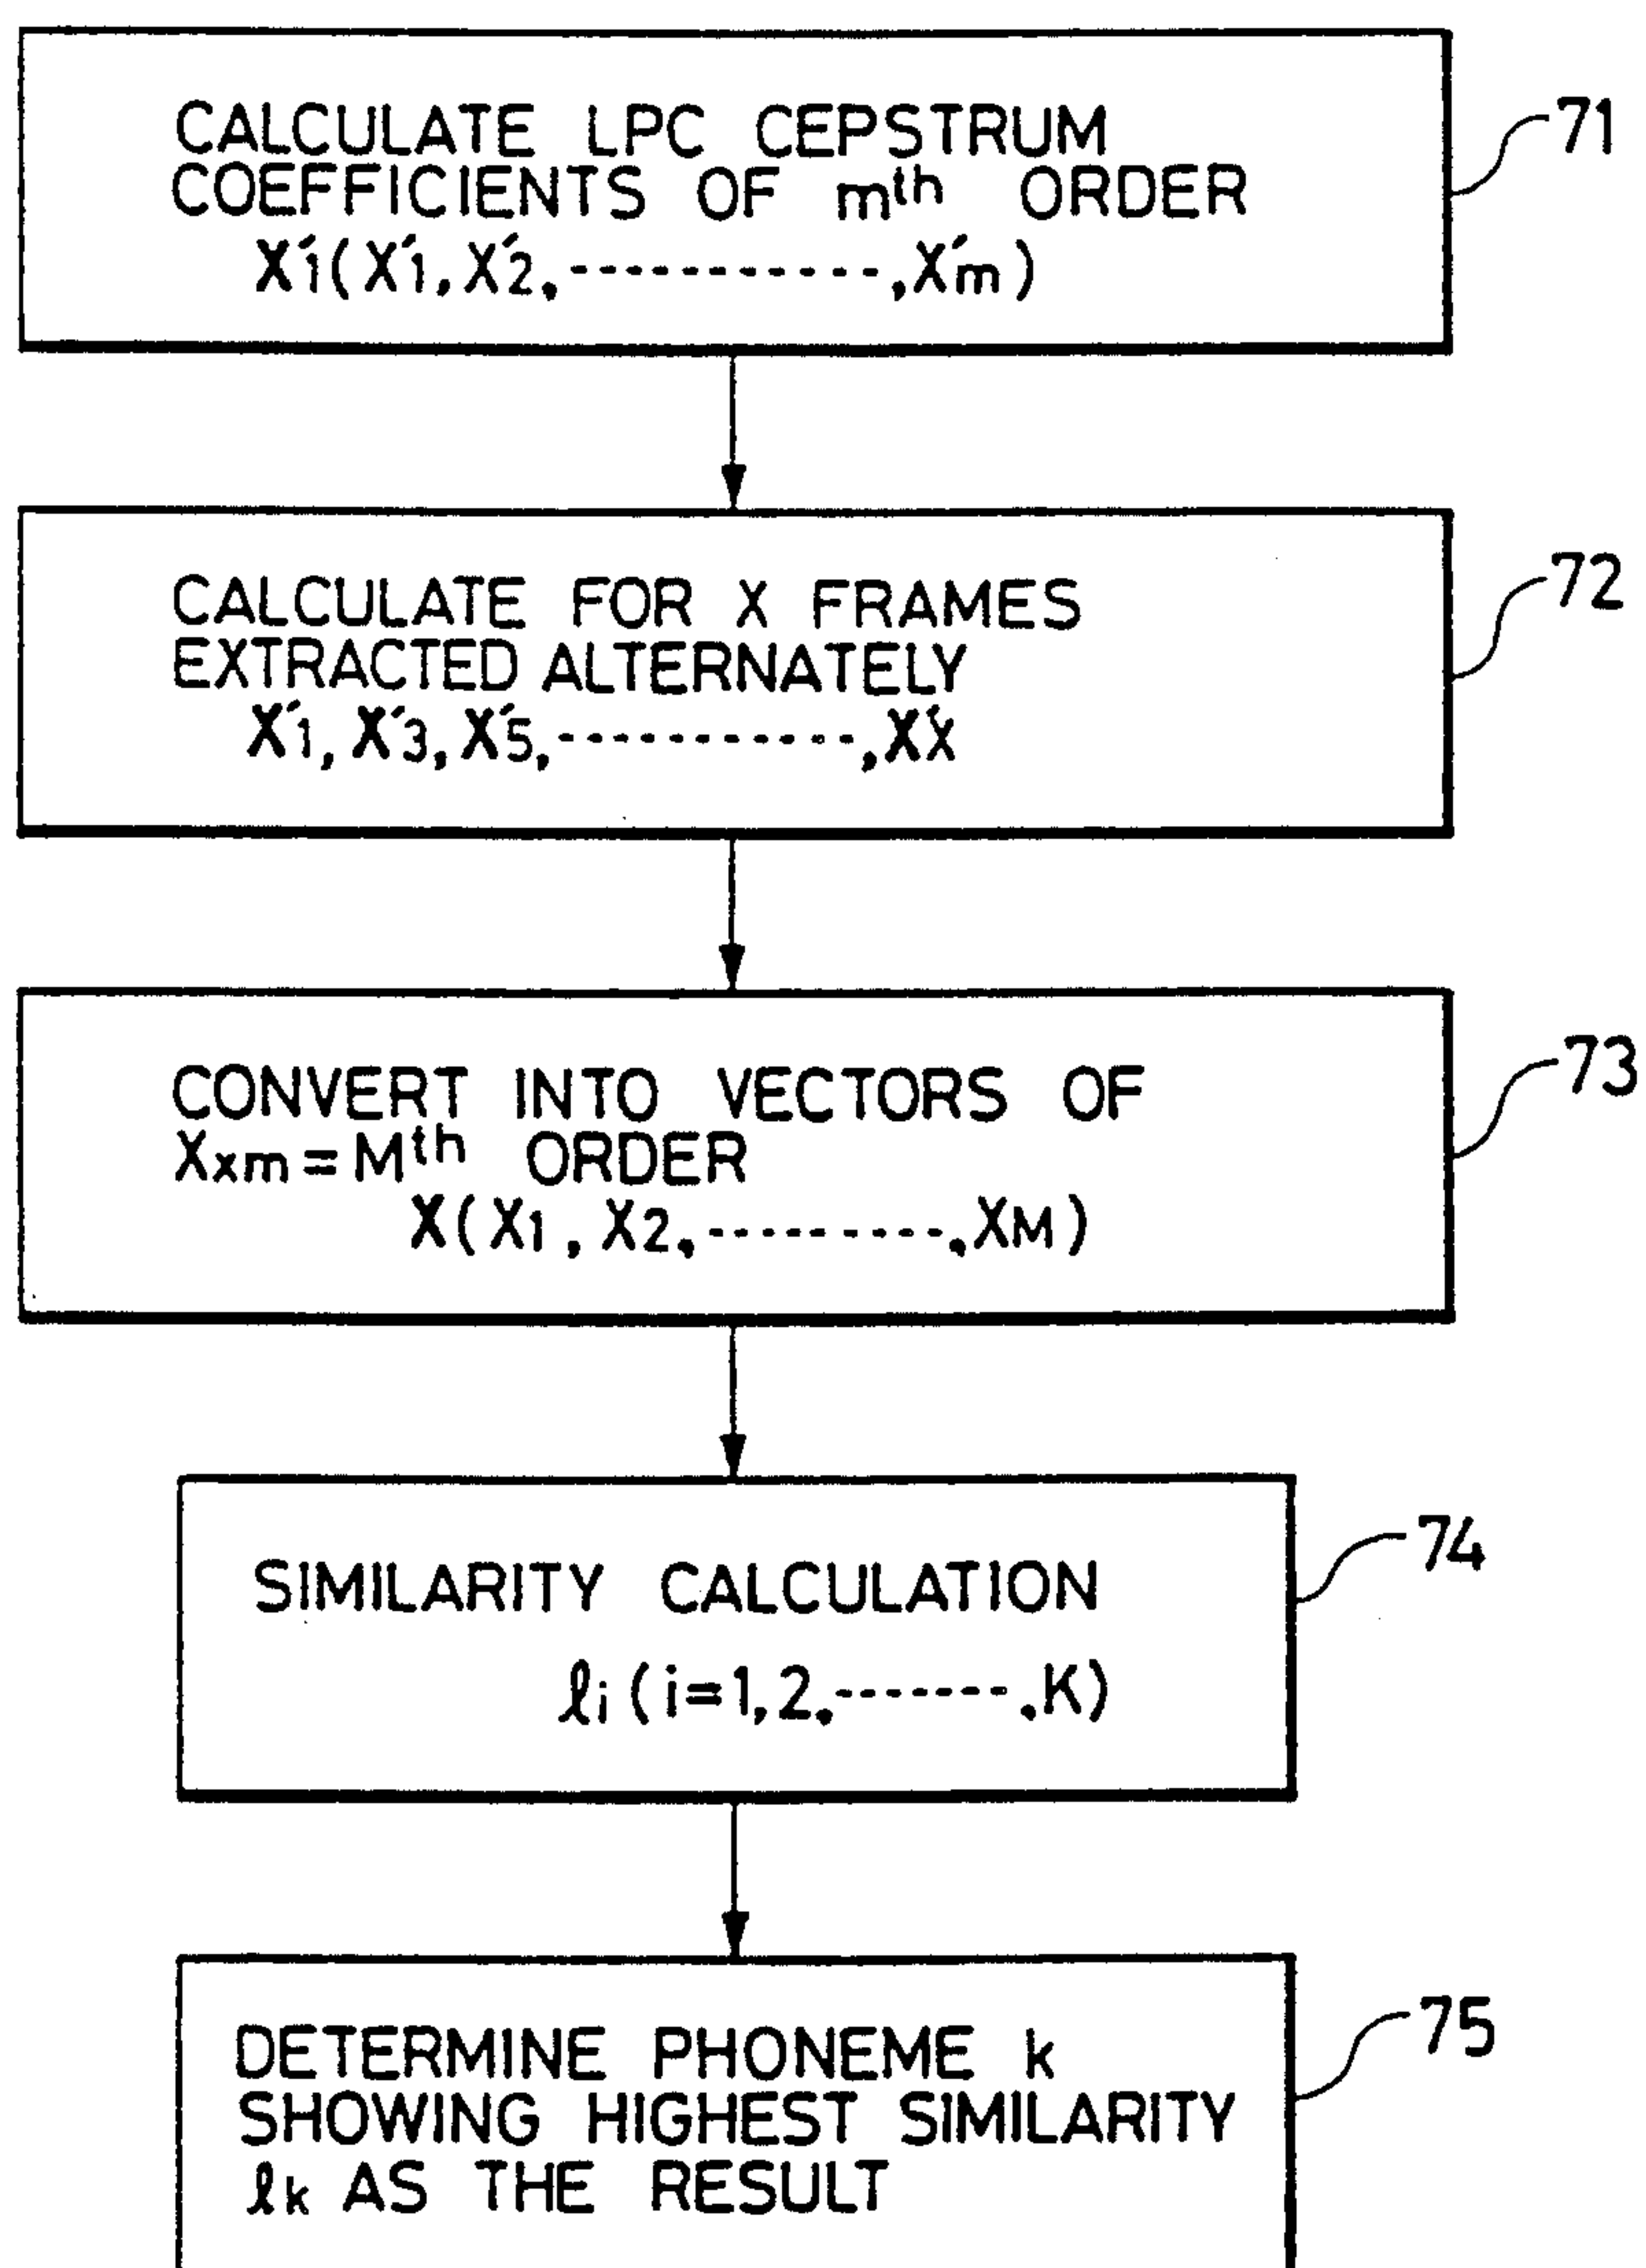 CALCULATE LPC CEPSTRUM
COEFFICIENTS OF mth ORDER
X´1(X´1,X´2,-----------,X´m)
71
CALCULATE FOR X FRAMES
EXTRACTED ALTERNATELY
X´1,X´3,X´5,-----------,X´X
72
CONVERT INTO VECTORS OF
Xxm=Mth ORDER
X(X1,X2,---------,XM)
73
SIMILARITY CALCULATION
ℓi(i=1,2,-------,K)
74
DETERMINE PHONEME k
SHOWING HIGHEST SIMILARITY
ℓk AS THE RESULT
75